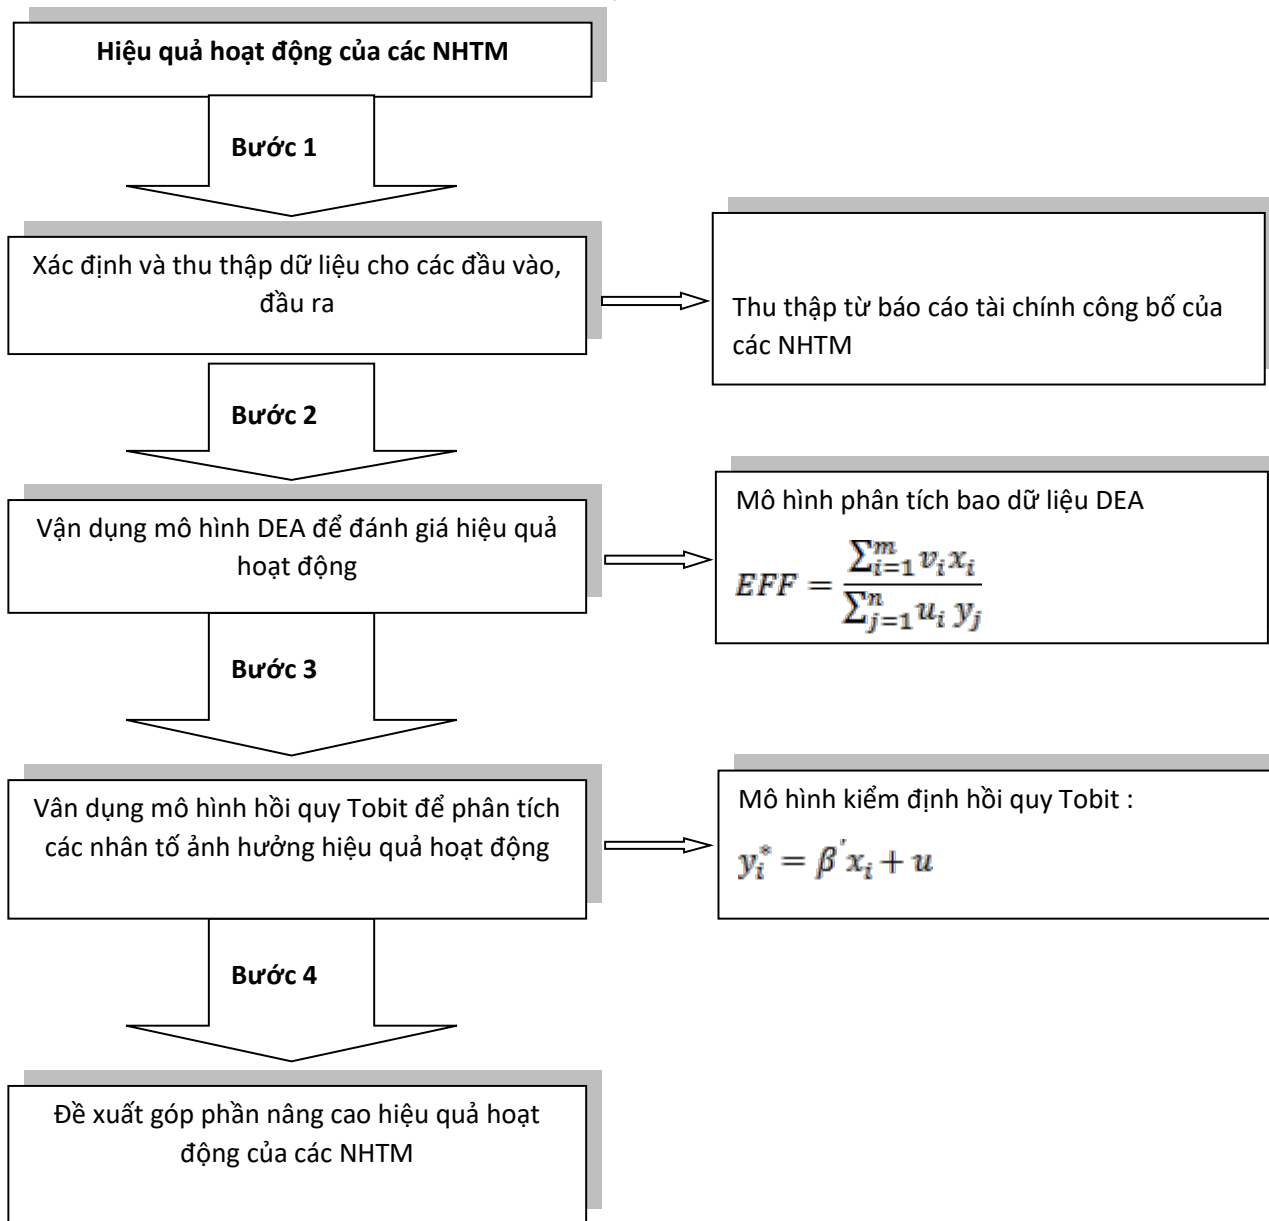 Hiệu quả hoạt động của các NHTM
Bước 1
Xác định và thu thập dữ liệu cho các đầu vào,
đầu ra
Thu thập từ báo cáo tài chính công bố của
các NHTM
Bước 2
Vận dụng mô hình DEA để đánh giá hiệu quả
hoạt động
Mô hình phân tích bao dữ liệu DEA
EFF = \frac{\sum_{i=1}^{m} v_i x_i}{\sum_{j=1}^{n} u_i y_j}
Bước 3
Vân dụng mô hình hồi quy Tobit để phân tích
các nhân tố ảnh hưởng hiệu quả hoạt động
Mô hình kiểm định hồi quy Tobit :
y_i^* = β'x_i + u
Bước 4
Đề xuất góp phần nâng cao hiệu quả hoạt
động của các NHTM